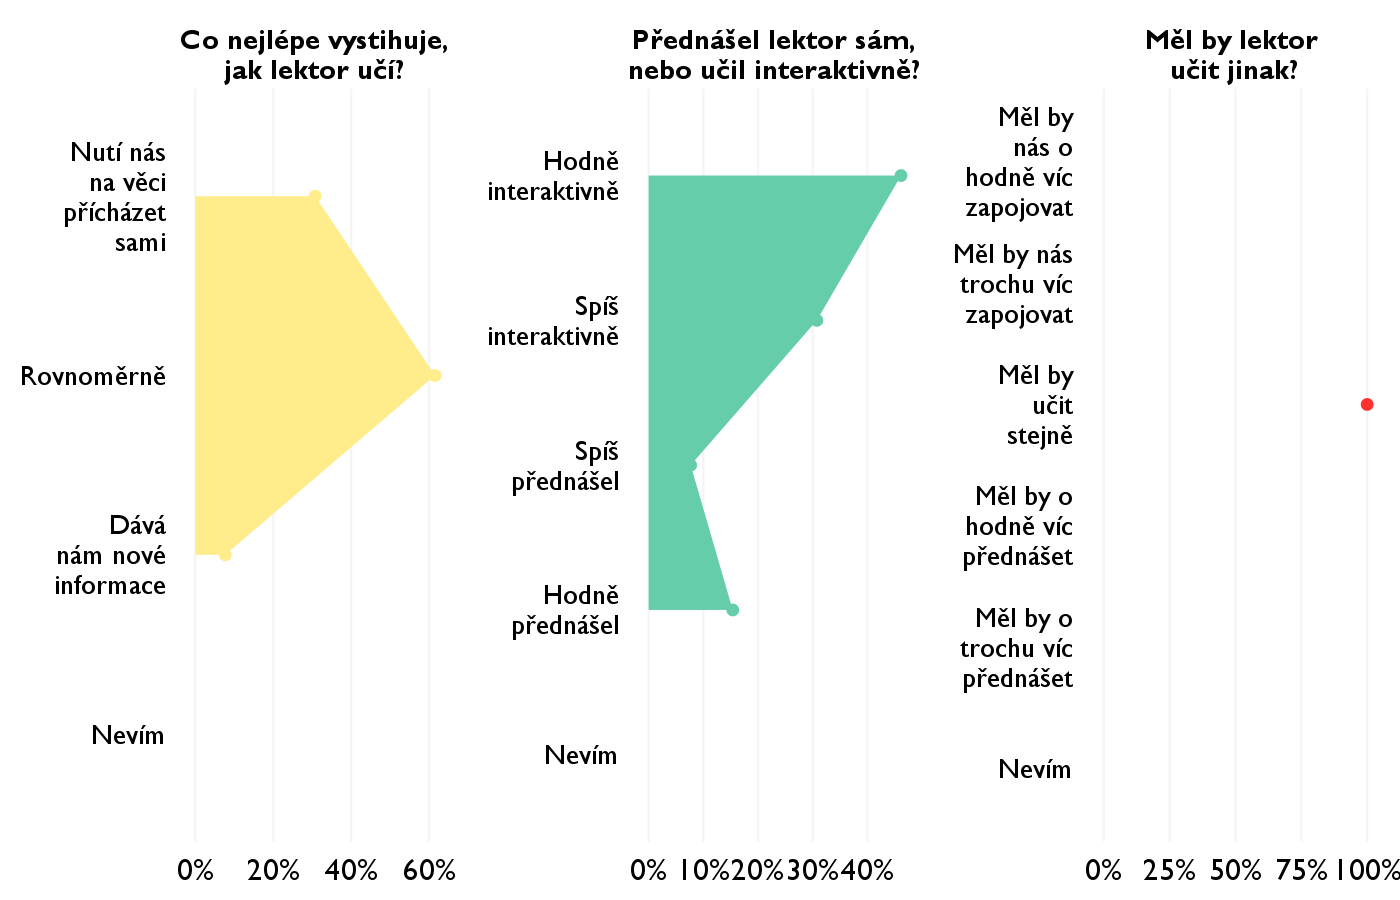 Co nejlépe vystihuje,
jak lektor učí?
Nutí nás
na věci
přícházet
sami
Rovnoměrně
Dává
nám nové
informace
Nevím
0% 20% 40% 60%
Přednášel lektor sám,
nebo učil interaktivně?
Hodně
interaktivně
Spíš
interaktivně
Spíš
přednášel
Hodně
přednášel
Nevím
0% 10% 20% 30% 40%
Měl by lektor
učit jinak?
Měl by
nás o
hodně víc
zapojovat
Měl by nás
trochu víc
zapojovat
Měl by
učit
stejně
Měl by o
hodně víc
přednášet
Měl by o
trochu víc
přednášet
Nevím
0% 25% 50% 75% 100%